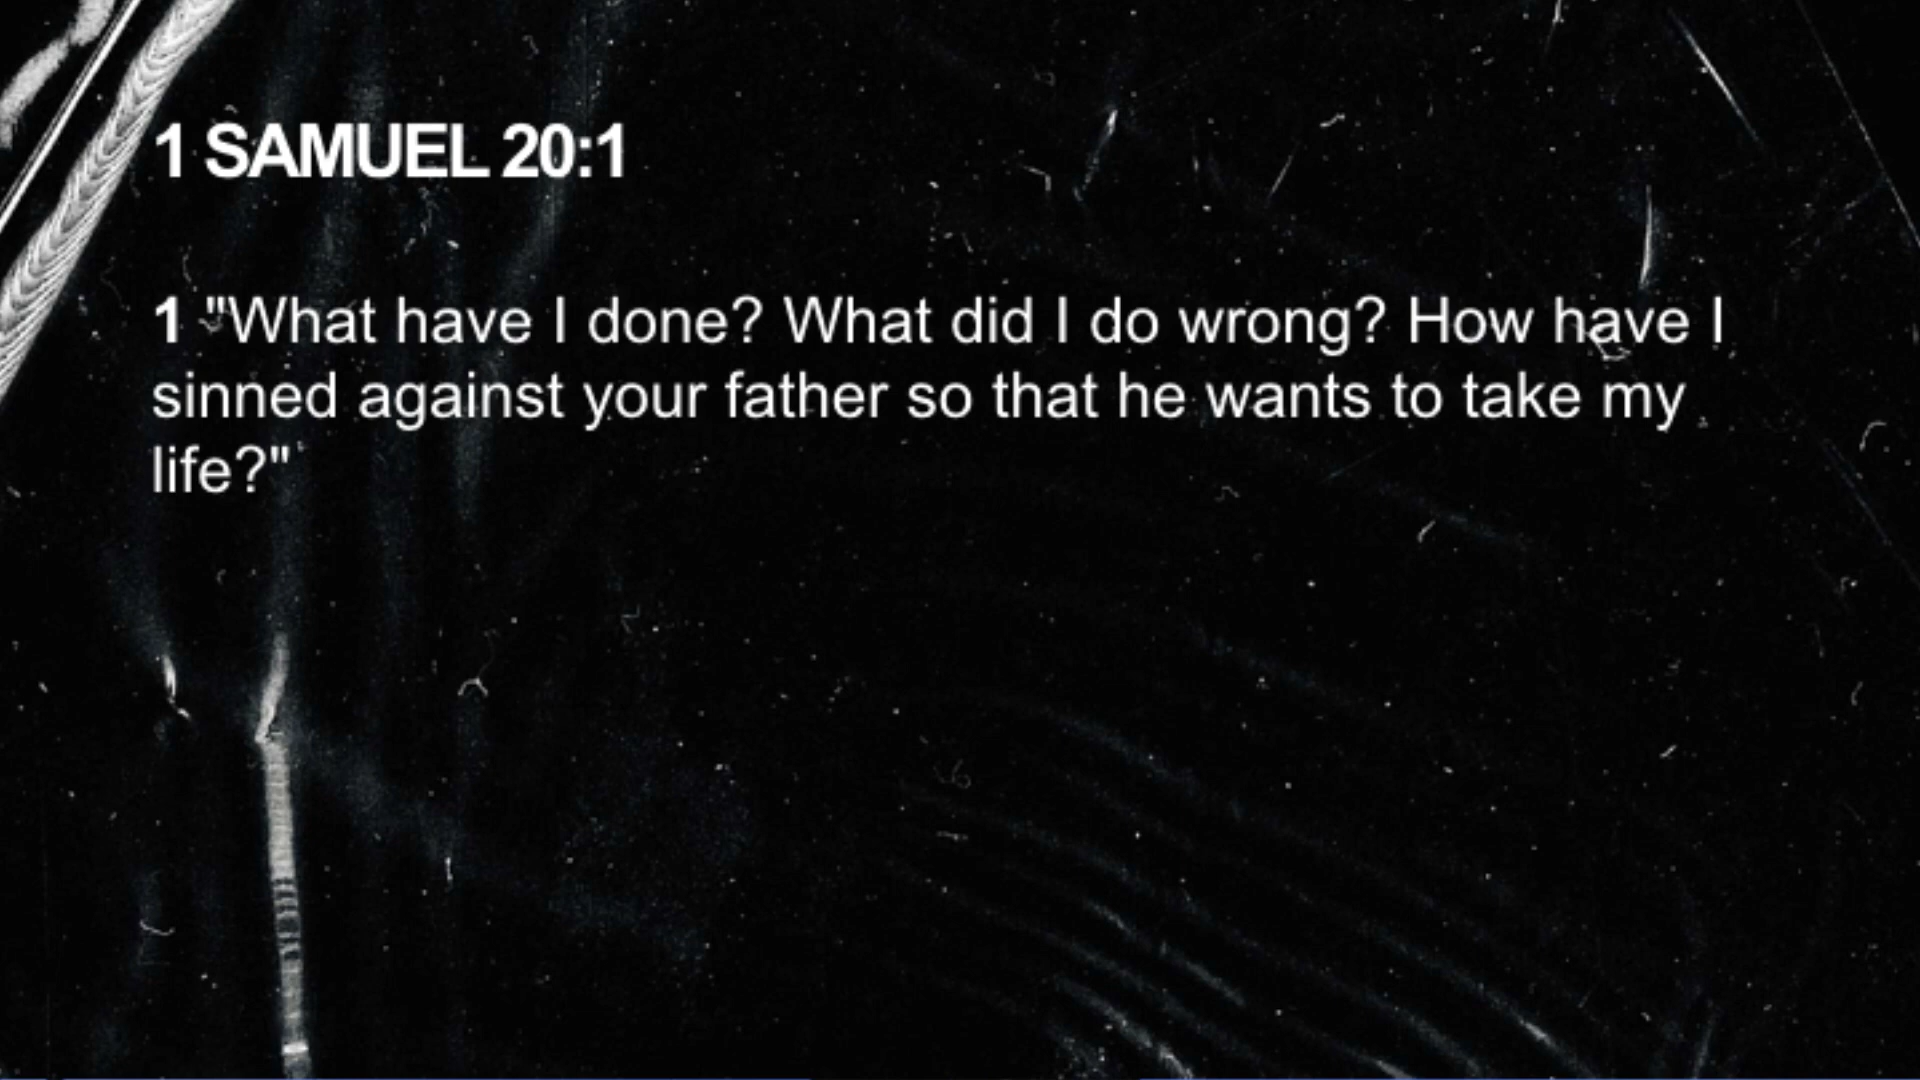 1 SAMUEL 20:1
1 "What have I done? What did I do wrong? How have I
sinned against your father so that he wants to take my
life?"